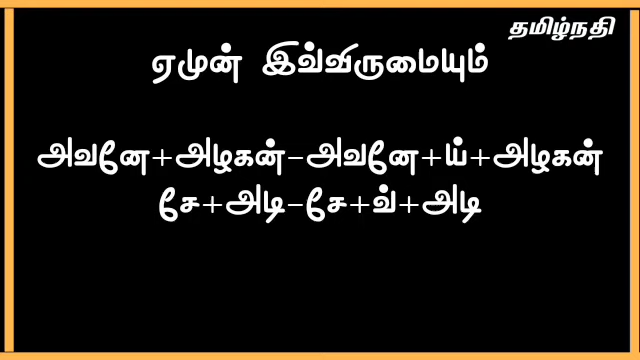 தமிழ்நதி
ஏமுன் இவ்விருமையும்
அவனே+அழகன்-அவனே+ய்+அழகன்
சே+அடி-சே+வ்+அடி